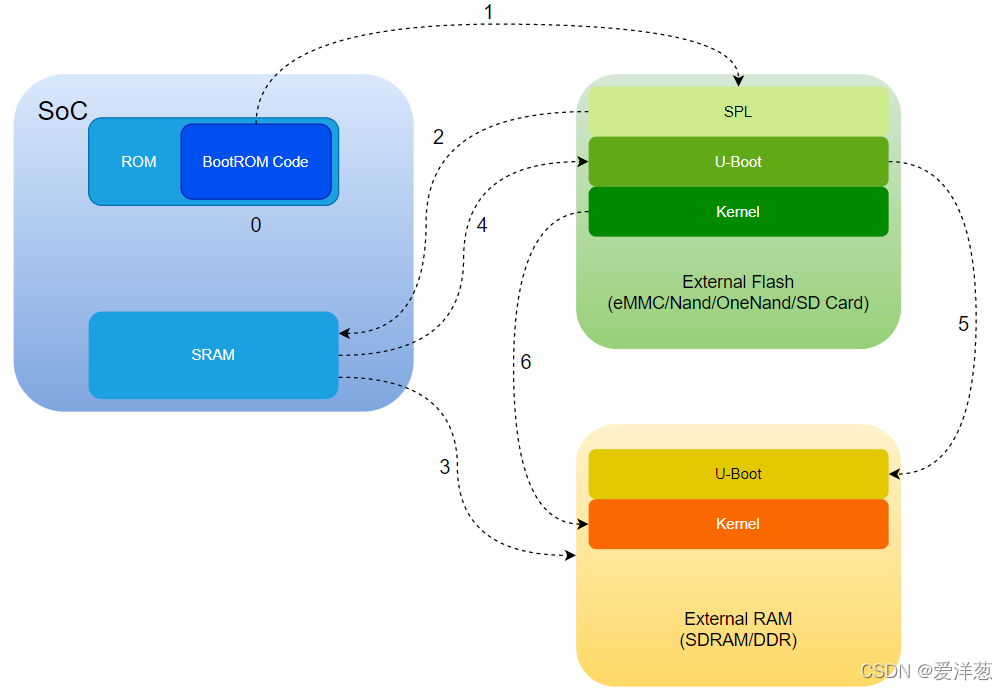 1
SoC
ROM
BootROM Code
0
SPL
2
U-Boot
4
Kernel
External Flash
(eMMC/Nand/OneNand/SD Card)
5
SRAM
6
3
U-Boot
Kernel
External RAM
(SDRAM/DDR)
CSDN @爱洋葱